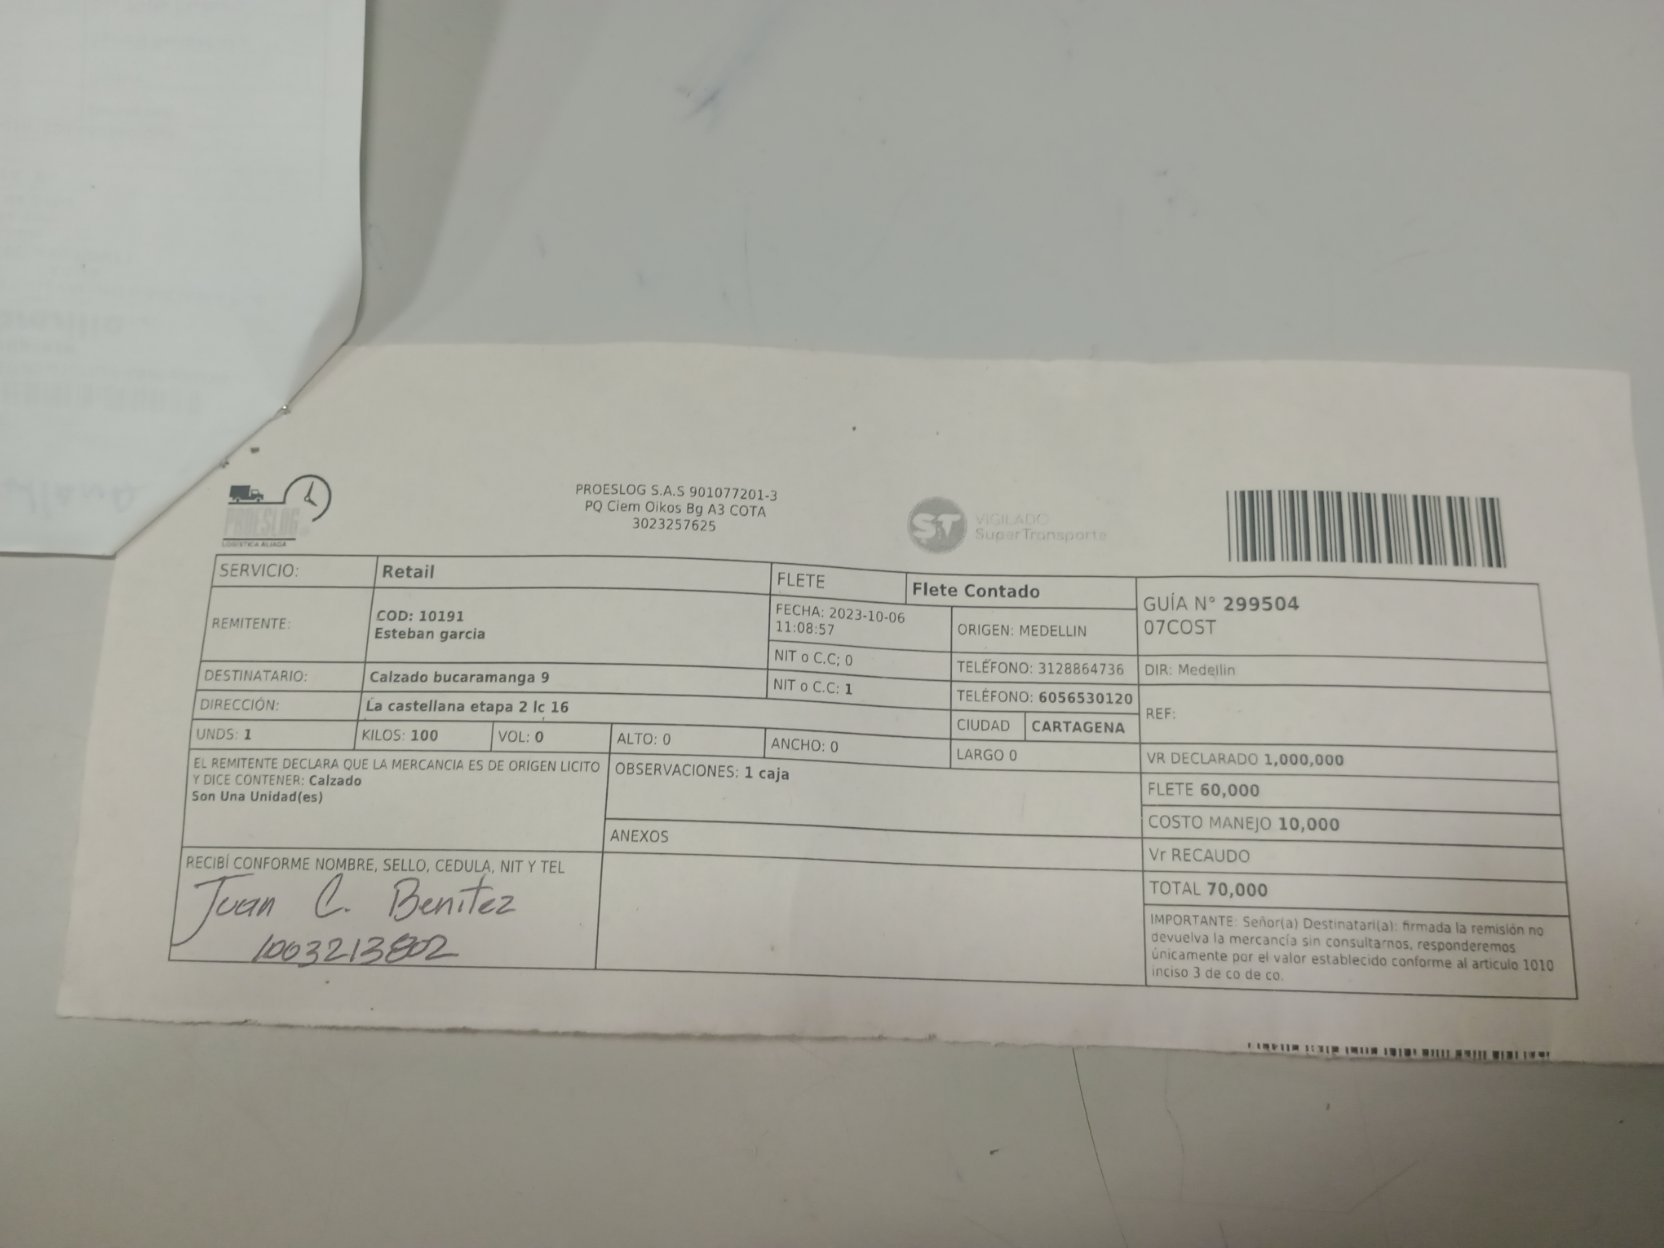 PROESLOG
LOGISTICA ALIADA
PROESLOG S.A.S 901077201-3
PQ Ciem Oikos Bg A3 COTA
3023257625
ST
VIGILADO
SuperTransporte
SERVICIO: Retail
FLETE Flete Contado
GUÍA N° 299504
07COST
REMITENTE: COD: 10191
Esteban garcia
FECHA: 2023-10-06
11:08:57
ORIGEN: MEDELLIN
NIT o C.C; 0
TELÉFONO: 3128864736
DIR: Medellin
DESTINATARIO: Calzado bucaramanga 9
NIT o C.C: 1
TELÉFONO: 6056530120
REF:
DIRECCIÓN: La castellana etapa 2 lc 16
CIUDAD CARTAGENA
UNDS: 1 KILOS: 100 VOL: 0 ALTO: 0 ANCHO: 0 LARGO 0
VR DECLARADO 1,000,000
EL REMITENTE DECLARA QUE LA MERCANCIA ES DE ORIGEN LICITO
Y DICE CONTENER: Calzado
Son Una Unidad(es)
OBSERVACIONES: 1 caja
FLETE 60,000
COSTO MANEJO 10,000
ANEXOS
Vr RECAUDO
TOTAL 70,000
RECIBÍ CONFORME NOMBRE, SELLO, CEDULA, NIT Y TEL
Juan C. Benitez
1003213802
IMPORTANTE: Señor(a) Destinatari(a): firmada la remisión no
devuelva la mercancía sin consultarnos, responderemos
únicamente por el valor establecido conforme al articulo 1010
inciso 3 de co de co.